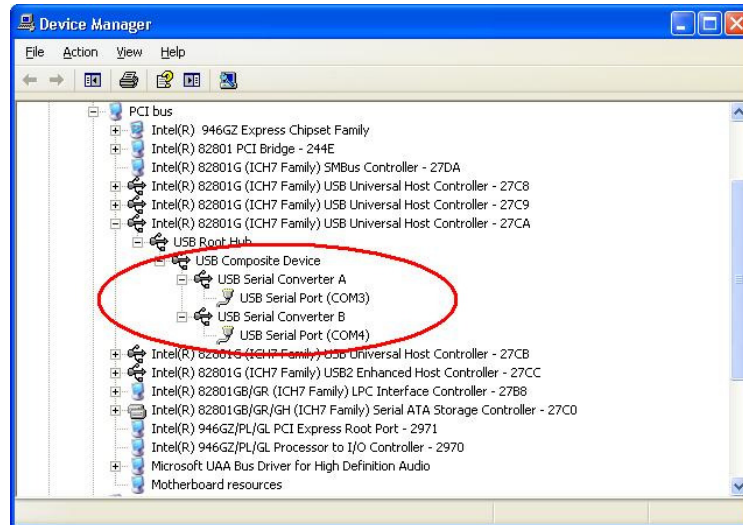 Device Manager
File Action View Help
PCI bus
Intel(R) 946GZ Express Chipset Family
Intel(R) 82801 PCI Bridge - 244E
Intel(R) 82801G (ICH7 Family) SMBus Controller - 27DA
Intel(R) 82801G (ICH7 Family) USB Universal Host Controller - 27C8
Intel(R) 82801G (ICH7 Family) USB Universal Host Controller - 27C9
Intel(R) 82801G (ICH7 Family) USB Universal Host Controller - 27CA
USB Root Hub
USB Composite Device
USB Serial Converter A
USB Serial Port (COM3)
USB Serial Converter B
USB Serial Port (COM4)
Intel(R) 82801G (ICH7 Family) USB Universal Host Controller - 27CB
Intel(R) 82801G (ICH7 Family) USB2 Enhanced Host Controller - 27CC
Intel(R) 82801GB/GR (ICH7 Family) LPC Interface Controller - 27B8
Intel(R) 82801GB/GR/GH (ICH7 Family) Serial ATA Storage Controller - 27C0
Intel(R) 946GZ/PL/GL PCI Express Root Port - 2971
Intel(R) 946GZ/PL/GL Processor to I/O Controller - 2970
Microsoft UAA Bus Driver for High Definition Audio
Motherboard resources